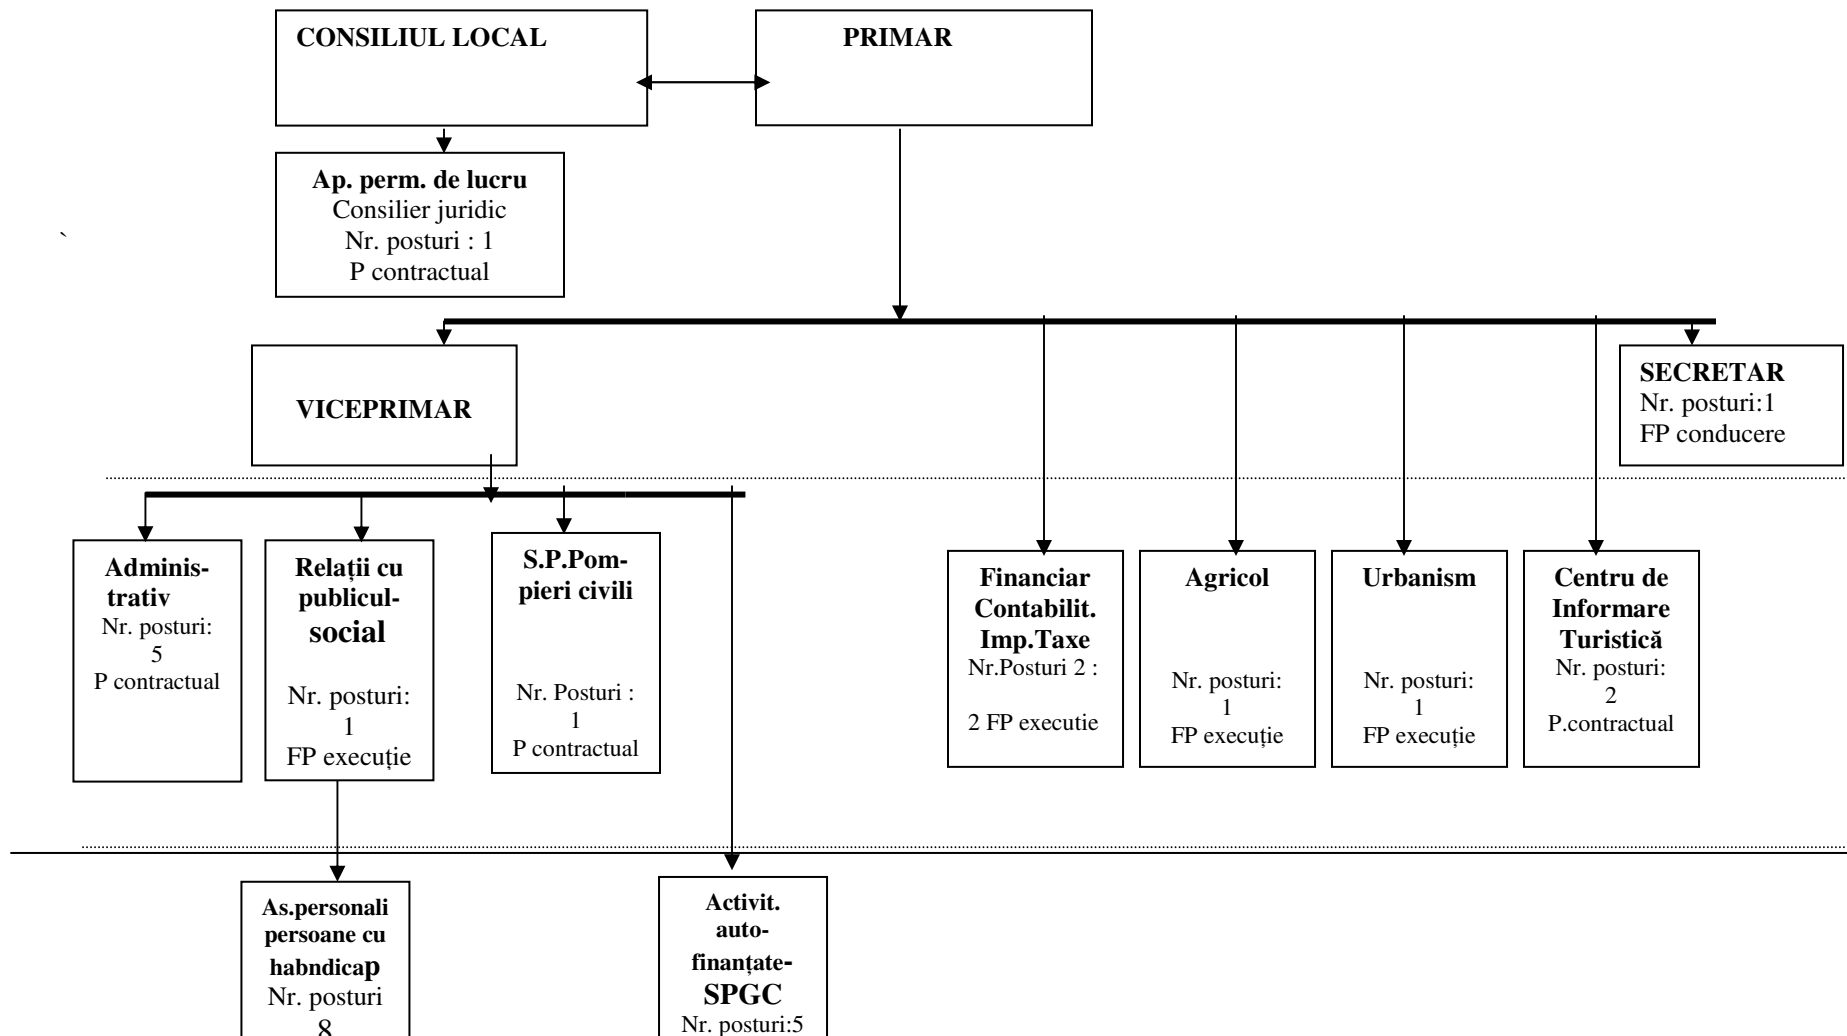 CONSILIUL LOCAL
PRIMAR
Ap. perm. de lucru
Consilier juridic
Nr. posturi : 1
P contractual
`
VICEPRIMAR
SECRETAR
Nr. posturi:1
FP conducere
Adminis-
trativ
Nr. posturi:
5
P contractual
Relații cu
publicul-
social
Nr. posturi:
1
FP execuție
S.P.Pom-
pieri civili
Nr. Posturi :
1
P contractual
Financiar
Contabilit.
Imp.Taxe
Nr.Posturi 2 :
2 FP executie
Agricol
Nr. posturi:
1
FP execuție
Urbanism
Nr. posturi:
1
FP execuție
Centru de
Informare
Turistică
Nr. posturi:
2
P.contractual
As.personali
persoane cu
habndicap
Nr. posturi
8
Activit.
auto-
finanțate-
SPGC
Nr. posturi:5